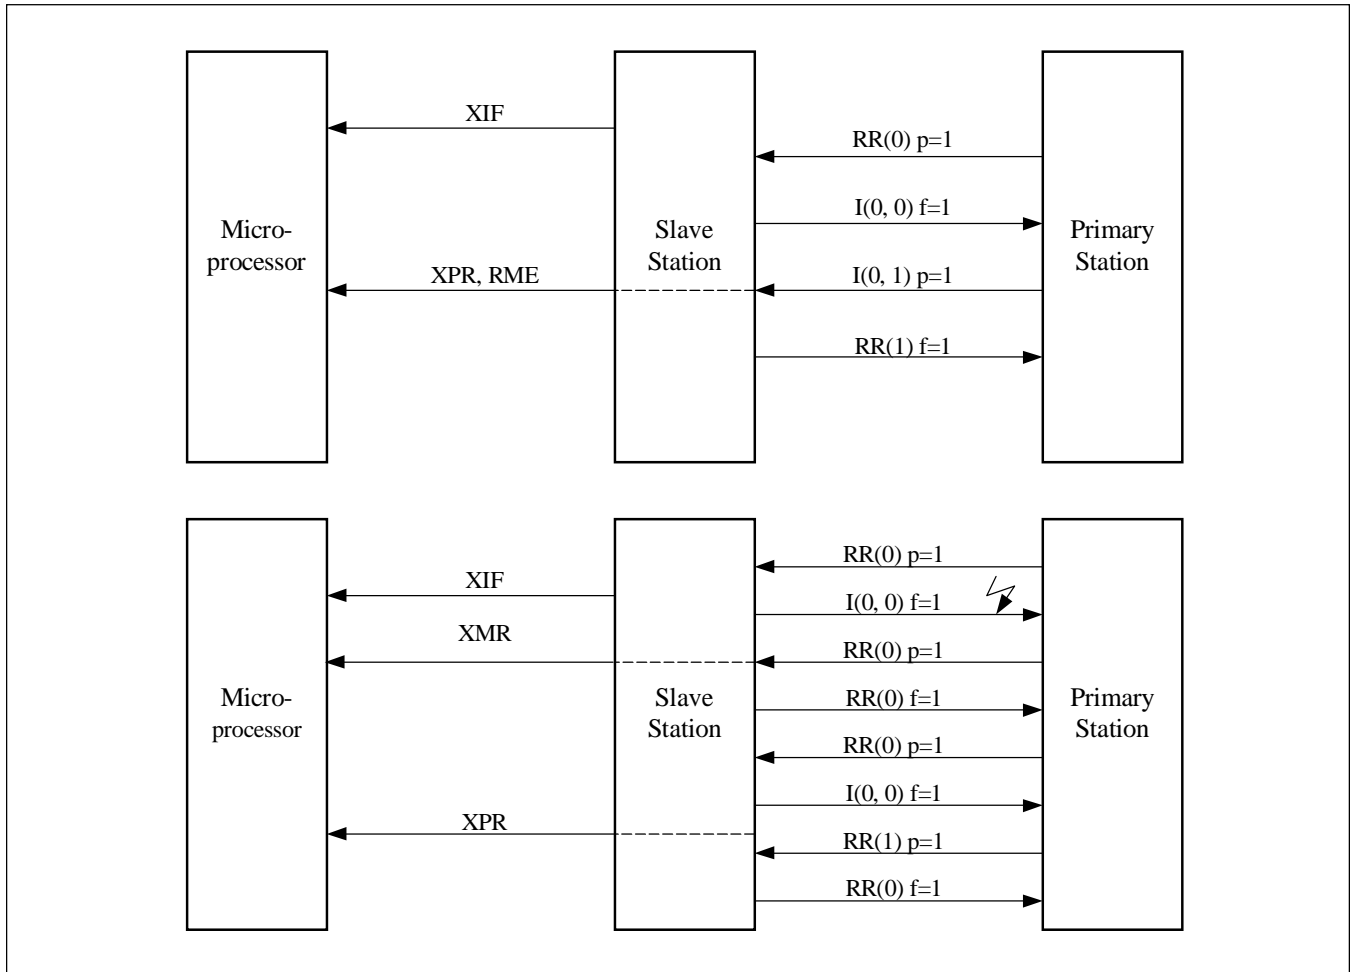 XIF
RR(0) p=1
I(0, 0) f=1
Micro-
processor
Slave
Station
Primary
Station
XPR, RME
I(0, 1) p=1
RR(1) f=1
RR(0) p=1
XIF
I(0, 0) f=1
XMR
RR(0) p=1
Micro-
processor
Slave
Station
RR(0) f=1
Primary
Station
RR(0) p=1
I(0, 0) f=1
XPR
RR(1) p=1
RR(0) f=1